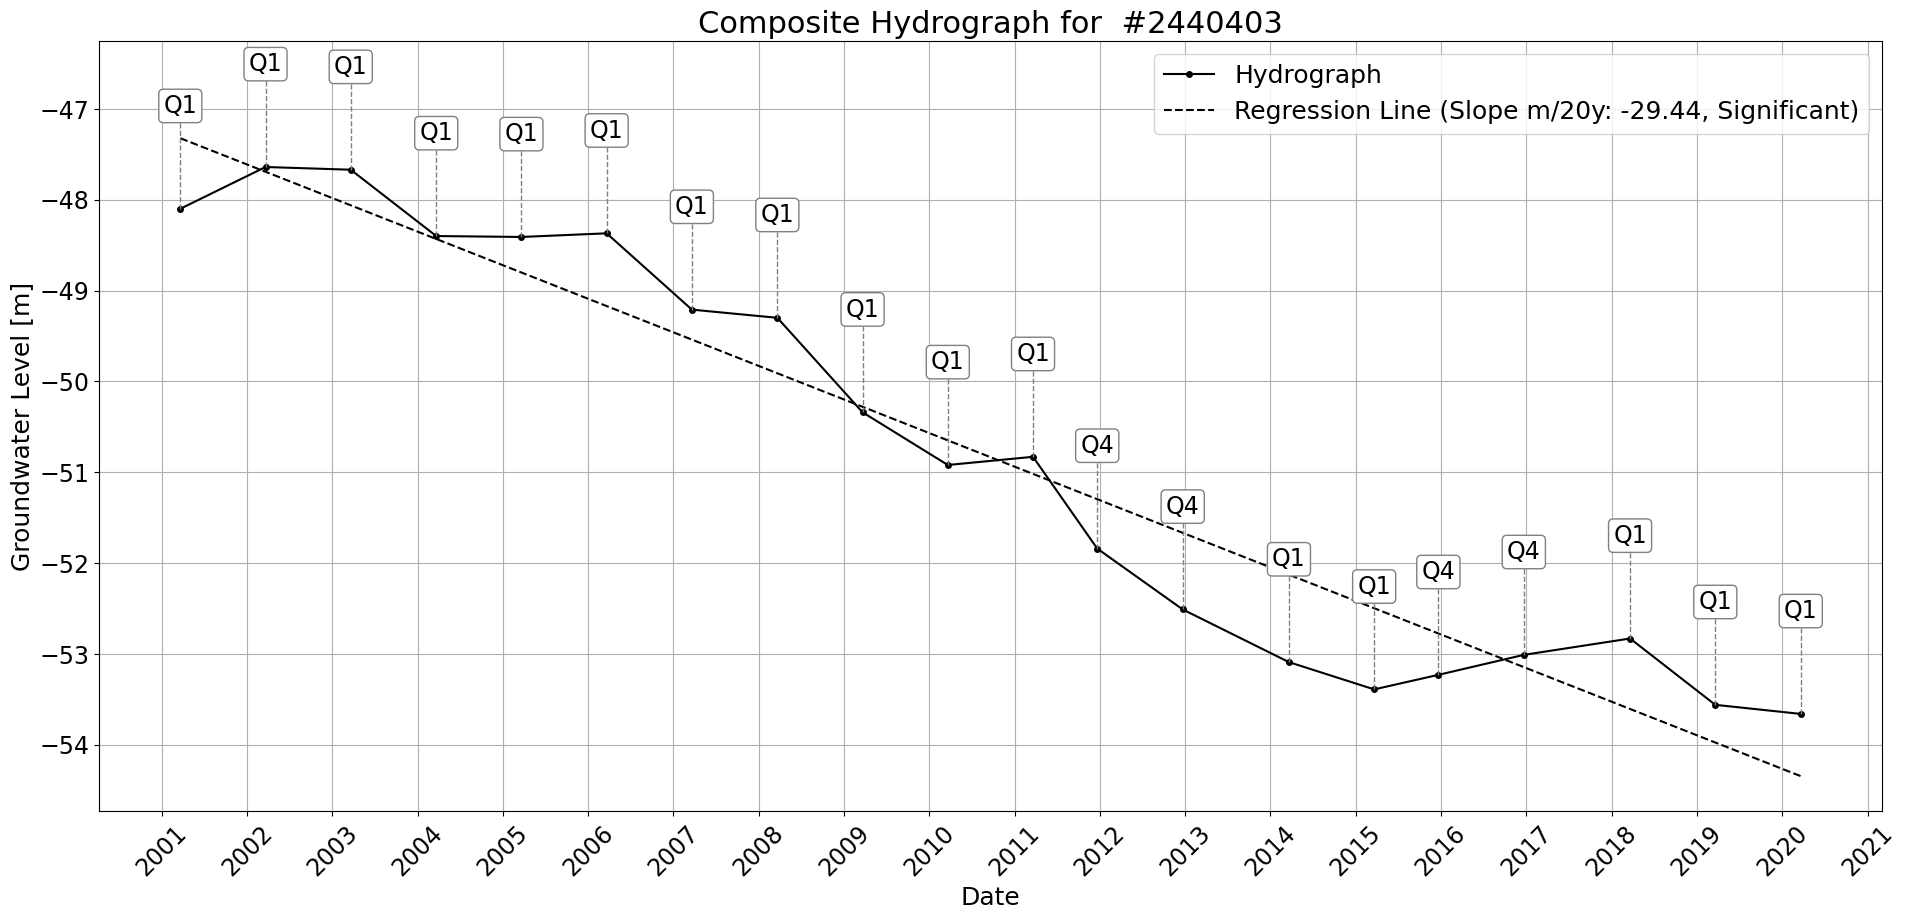 Composite Hydrograph for  #2440403
Hydrograph
Regression Line (Slope m/20y: -29.44, Significant)
Groundwater Level [m]
−47
−48
−49
−50
−51
−52
−53
−54
Q1
Q1
Q1
Q1
Q1
Q1
Q1
Q1
Q1
Q1
Q1
Q4
Q4
Q1
Q1
Q4
Q4
Q1
Q1
Q1
2001
2002
2003
2004
2005
2006
2007
2008
2009
2010
2011
2012
2013
2014
2015
2016
2017
2018
2019
2020
2021
Date